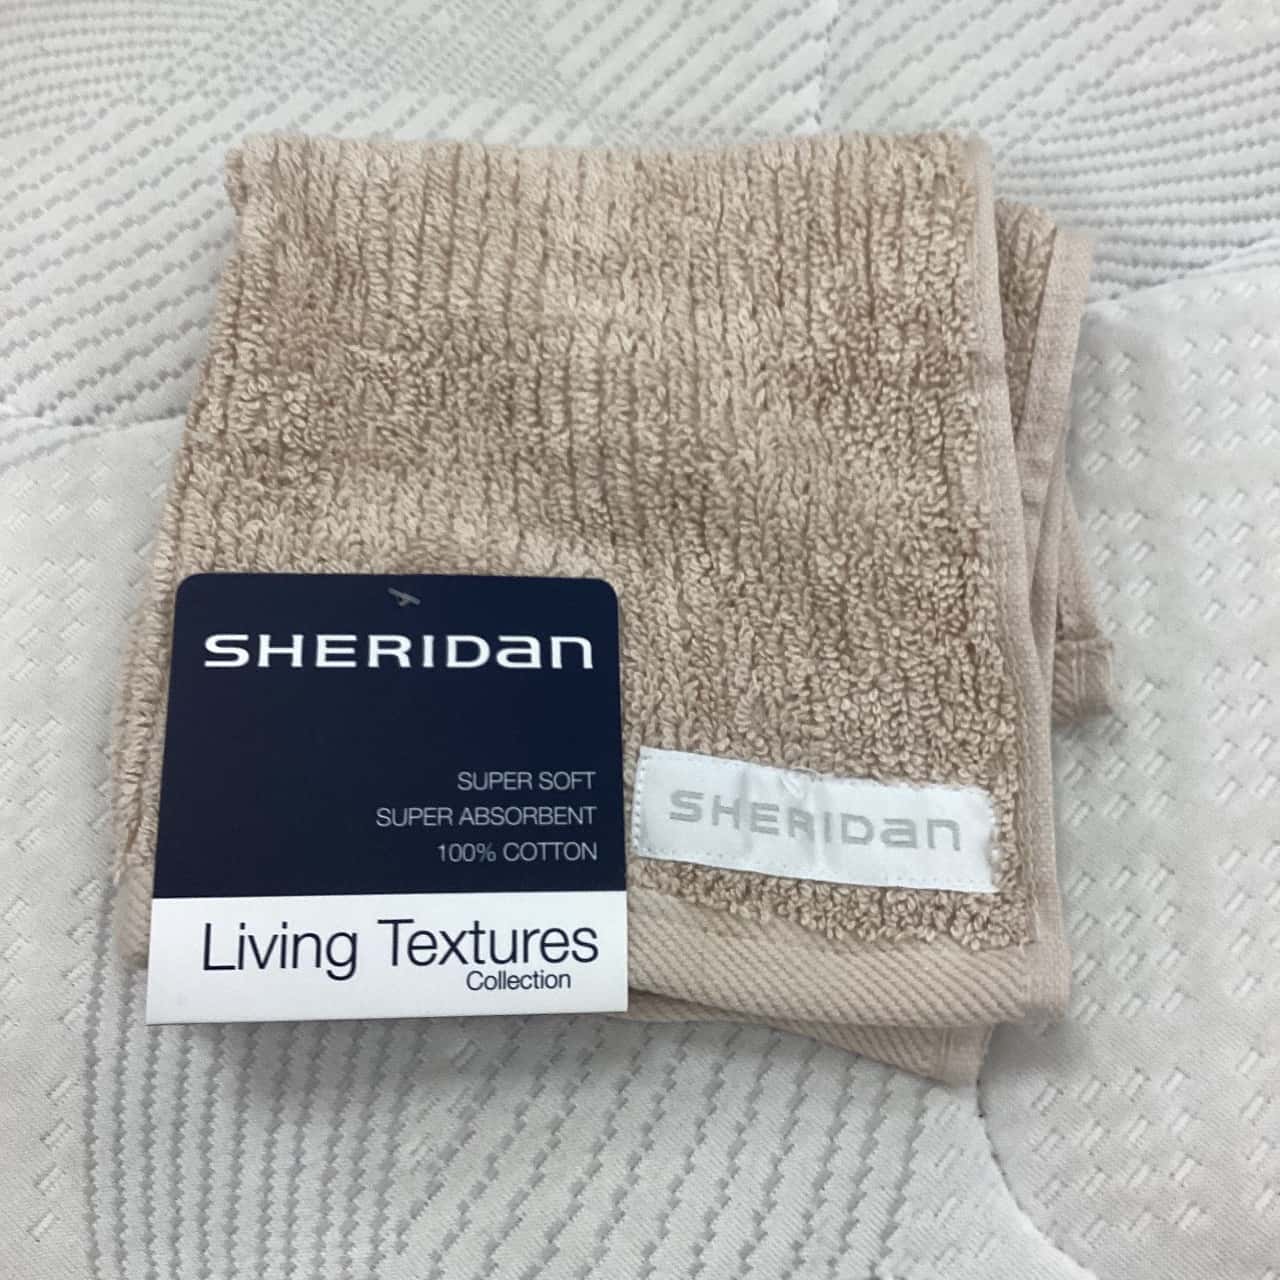 SHERIDan
SUPER SOFT
SUPER ABSORBENT
100% COTTON
Living Textures
Collection
SHERIDan